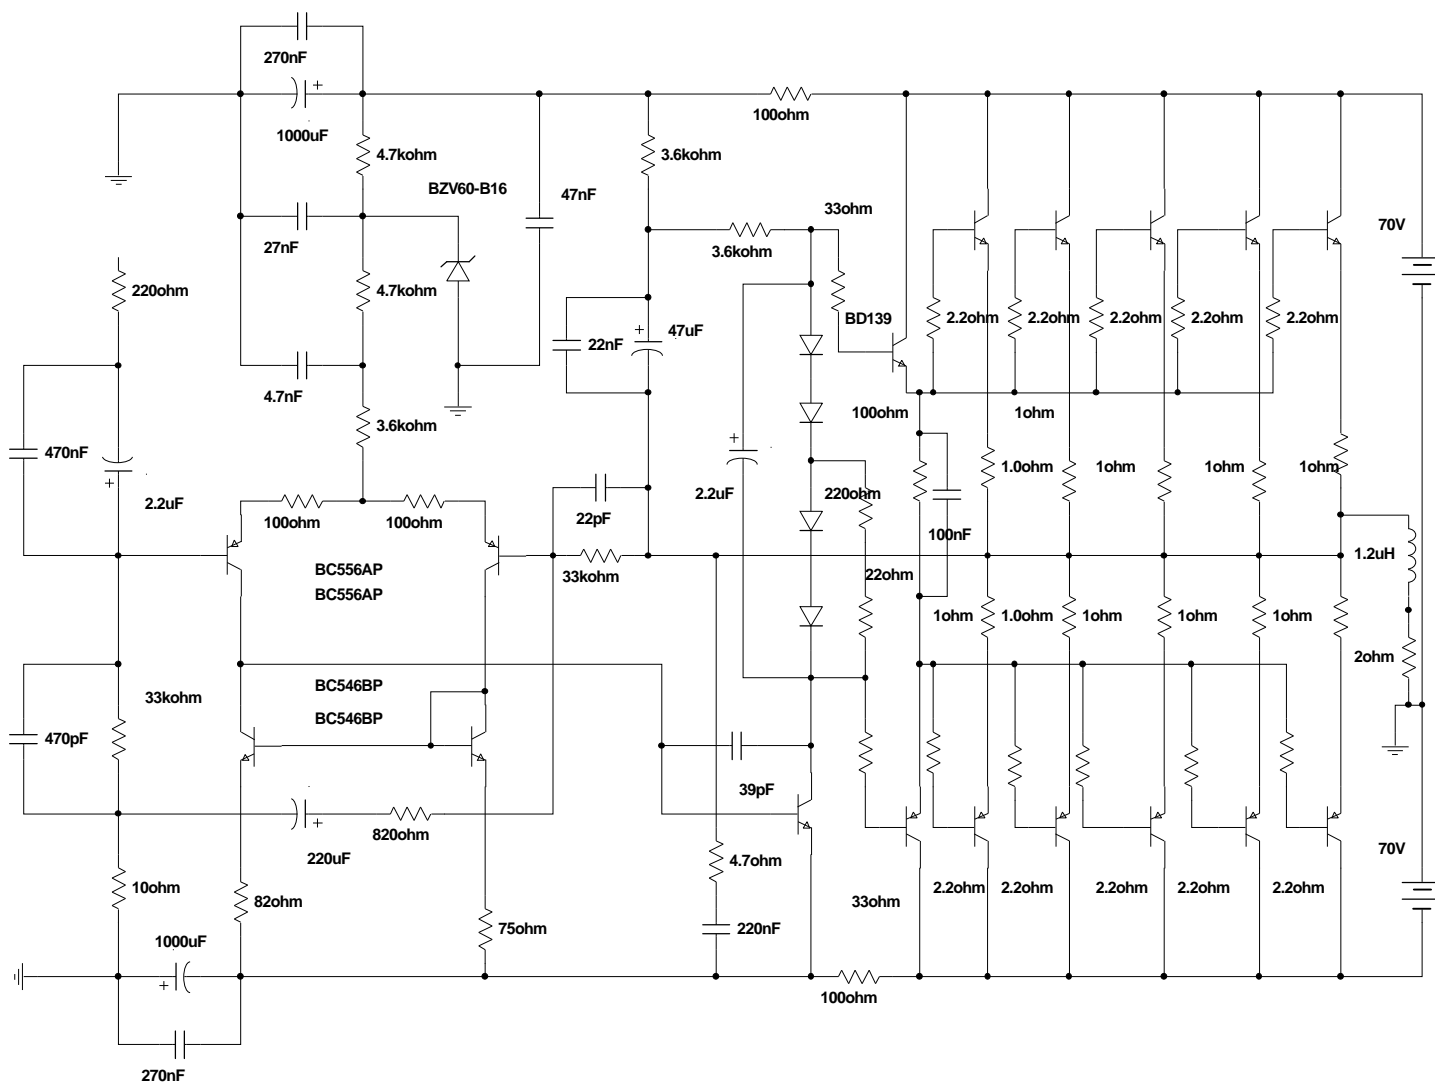 270nF
1000uF
100ohm
4.7kohm
3.6kohm
BZV60-B16
47nF
33ohm
70V
27nF
3.6kohm
220ohm
4.7kohm
BD139
2.2ohm
2.2ohm
2.2ohm
2.2ohm
2.2ohm
22nF
47uF
4.7nF
100ohm
1ohm
3.6kohm
470nF
1.0ohm
1ohm
1ohm
1ohm
2.2uF
2.2uF
220ohm
100ohm
100ohm
22pF
100nF
1.2uH
BC556AP
33kohm
22ohm
BC556AP
1ohm
1.0ohm
1ohm
1ohm
1ohm
2ohm
BC546BP
33kohm
BC546BP
470pF
39pF
820ohm
70V
220uF
4.7ohm
10ohm
2.2ohm
2.2ohm
2.2ohm
2.2ohm
2.2ohm
82ohm
33ohm
75ohm
220nF
1000uF
100ohm
270nF